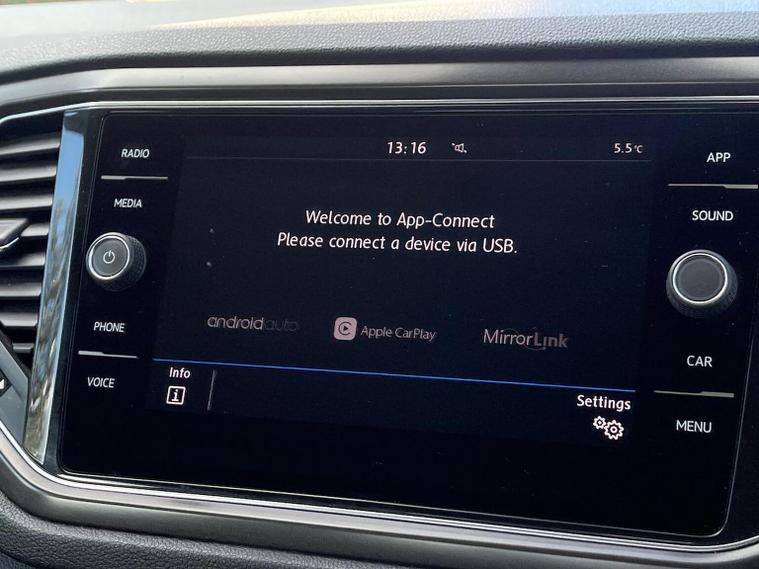 RADIO
MEDIA
PHONE
VOICE
13:16
5.5°C
Welcome to App-Connect
Please connect a device via USB.
androidauto
Apple CarPlay
MirrorLink
Info
i
Settings
APP
SOUND
CAR
MENU